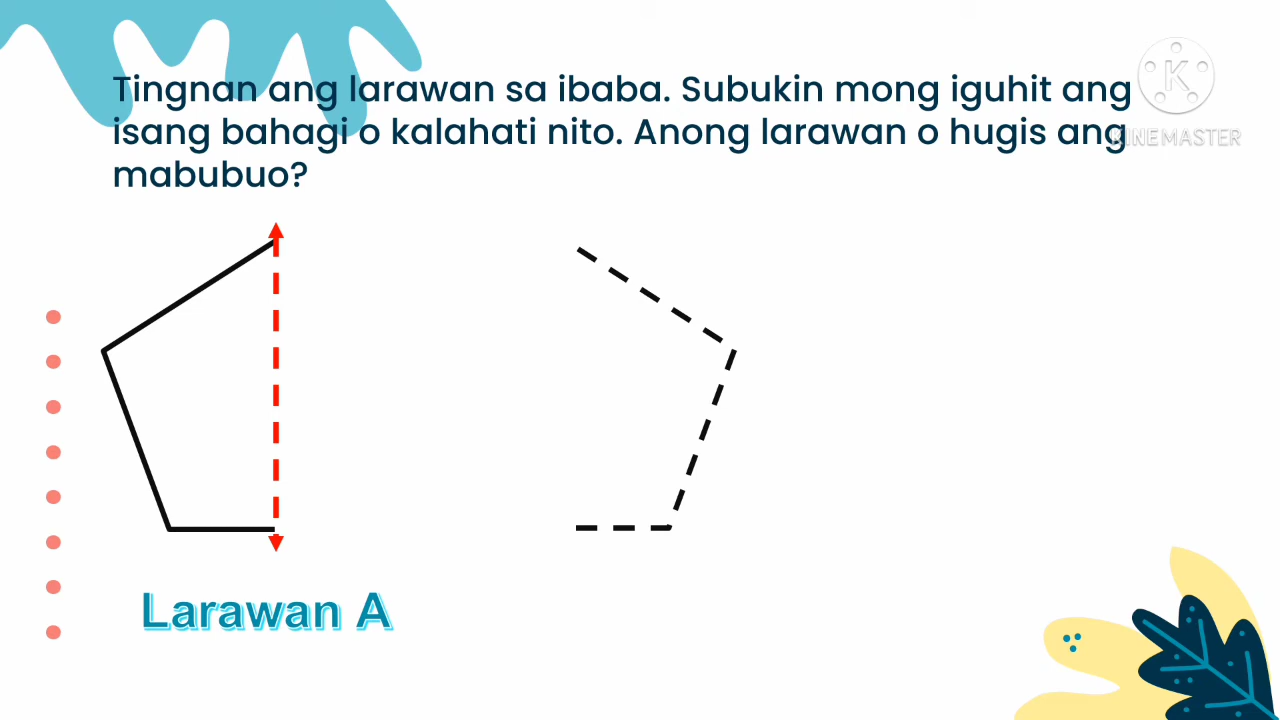 Tingnan ang larawan sa ibaba. Subukin mong iguhit ang
isang bahagi o kalahati nito. Anong larawan o hugis ang
mabubuo?
K
KINEMASTER
Larawan A